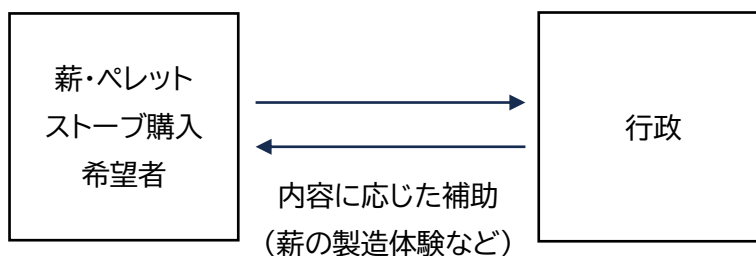 薪・ペレット
ストーブ購入
希望者
行政
内容に応じた補助
（薪の製造体験など）